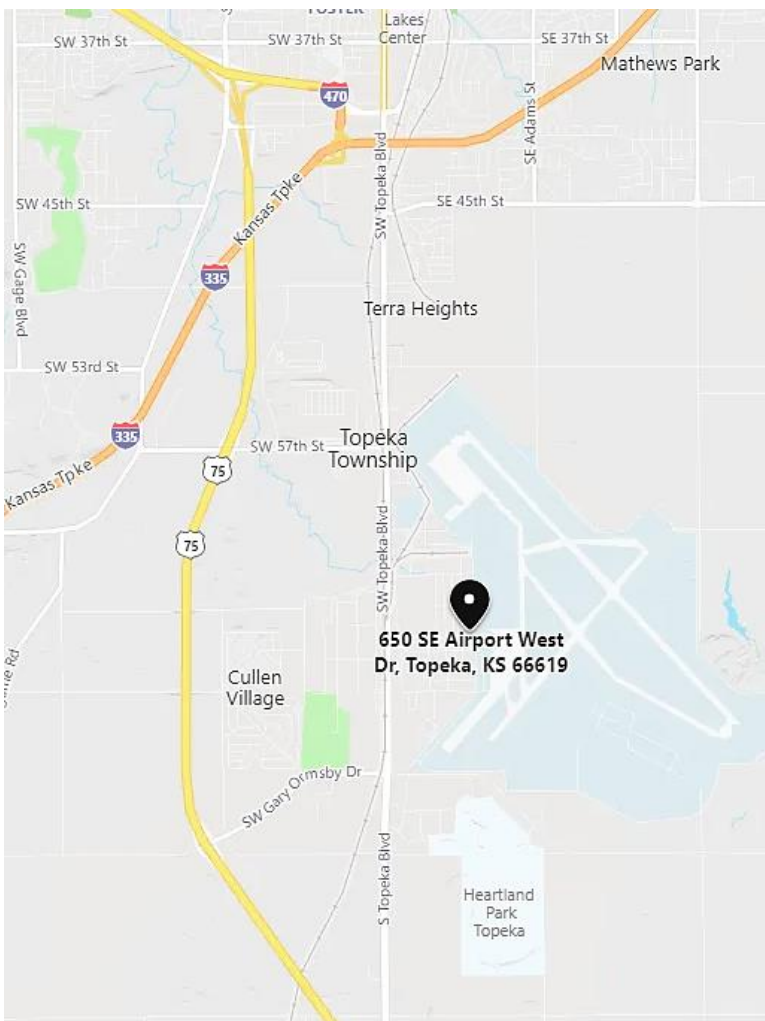 FOSTER
Lakes
Center
SW 37th St
SW 37th St
SE 37th St
Mathews Park
470
SE Adams St
SW Topeka Blvd
Kansas Tpke
SW 45th St
SE 45th St
SW Gage Blvd
335
Terra Heights
SW 53rd St
335
SW 57th St
Topeka
Township
Kansas Tpke
75
75
SW Topeka Blvd
650 SE Airport West
Dr, Topeka, KS 66619
Cullen
Village
SW Gary Ormsby Dr
S Topeka Blvd
Heartland
Park
Topeka